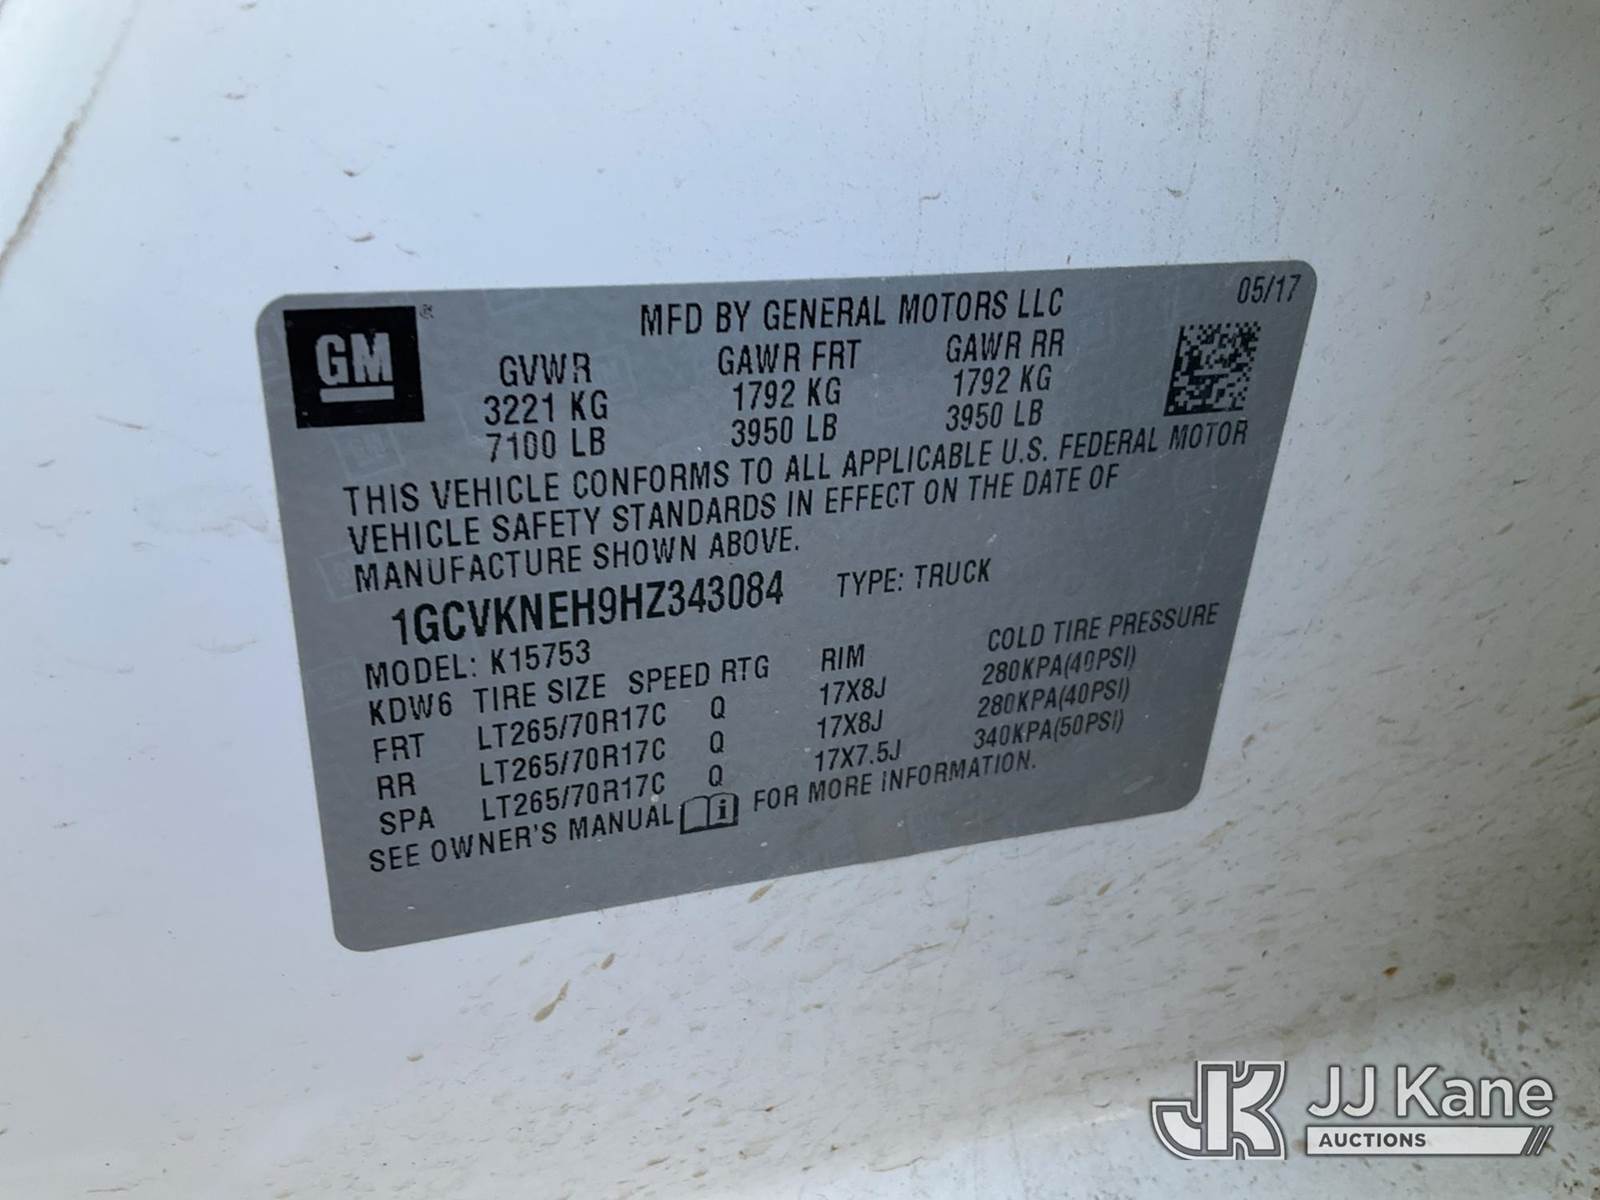 GM
MFD BY GENERAL MOTORS LLC 05/17
GVWR GAWR FRT GAWR RR
3221 KG 1792 KG 1792 KG
7100 LB 3950 LB 3950 LB
THIS VEHICLE CONFORMS TO ALL APPLICABLE U.S. FEDERAL MOTOR
VEHICLE SAFETY STANDARDS IN EFFECT ON THE DATE OF
MANUFACTURE SHOWN ABOVE.
1GCVKNEH9HZ343084 TYPE: TRUCK
MODEL: K15753
KDW6 TIRE SIZE SPEED RTG RIM COLD TIRE PRESSURE
FRT LT265/70R17C Q 17X8J 280KPA(40PSI)
RR LT265/70R17C Q 17X8J 280KPA(40PSI)
SPA LT265/70R17C Q 17X7.5J 340KPA(50PSI)
SEE OWNER'S MANUAL FOR MORE INFORMATION.
JK JJ Kane
AUCTIONS